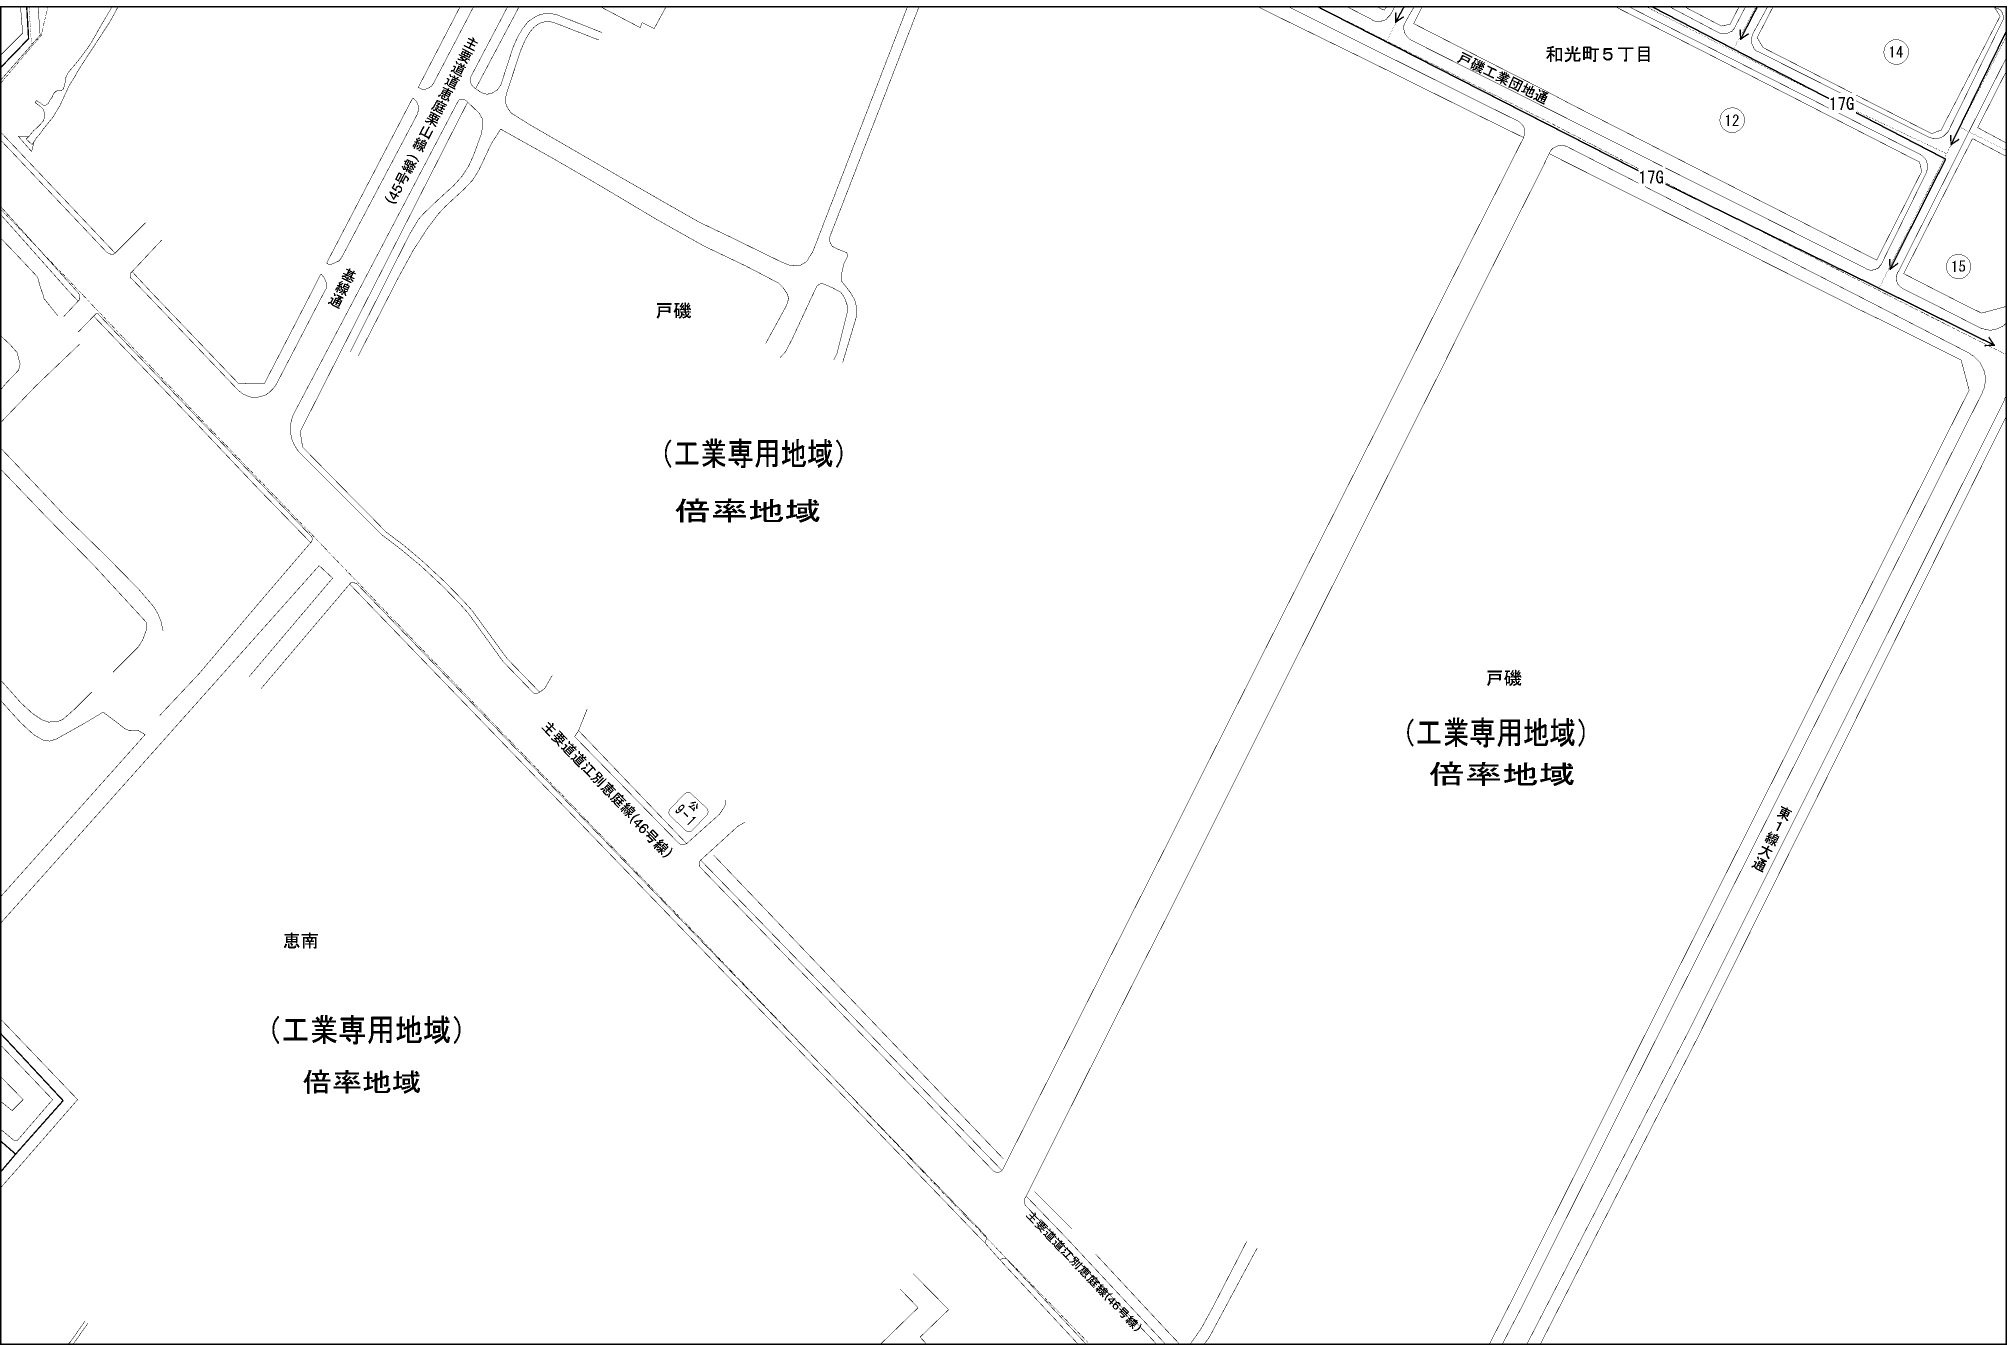 和光町５丁目
14
戸磯工業団地通
17G
12
主要道道恵庭栗山線
(45号線)
17G
15
基線通
戸磯
（工業専用地域）
倍率地域
戸磯
（工業専用地域）
倍率地域
主要道道江別恵庭線(46号線)
公
9-1
東1線大通
恵南
（工業専用地域）
倍率地域
主要道道江別恵庭線(46号線)